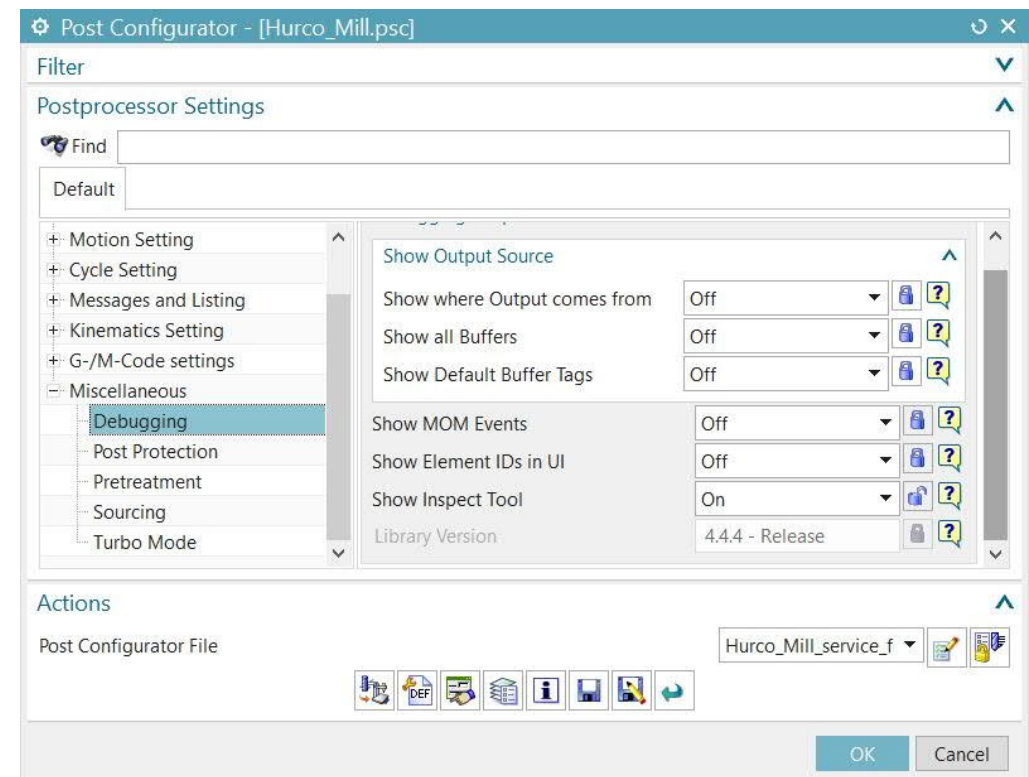 Post Configurator - [Hurco_Mill.psc]
Filter
Postprocessor Settings
Find
Default
Motion Setting
Cycle Setting
Messages and Listing
Kinematics Setting
G-/M-Code settings
Miscellaneous
Debugging
Post Protection
Pretreatment
Sourcing
Turbo Mode
Show Output Source
Show where Output comes from Off
Show all Buffers Off
Show Default Buffer Tags Off
Show MOM Events Off
Show Element IDs in UI Off
Show Inspect Tool On
Library Version 4.4.4 - Release
Actions
Post Configurator File Hurco_Mill_service_f
DEF
OK Cancel